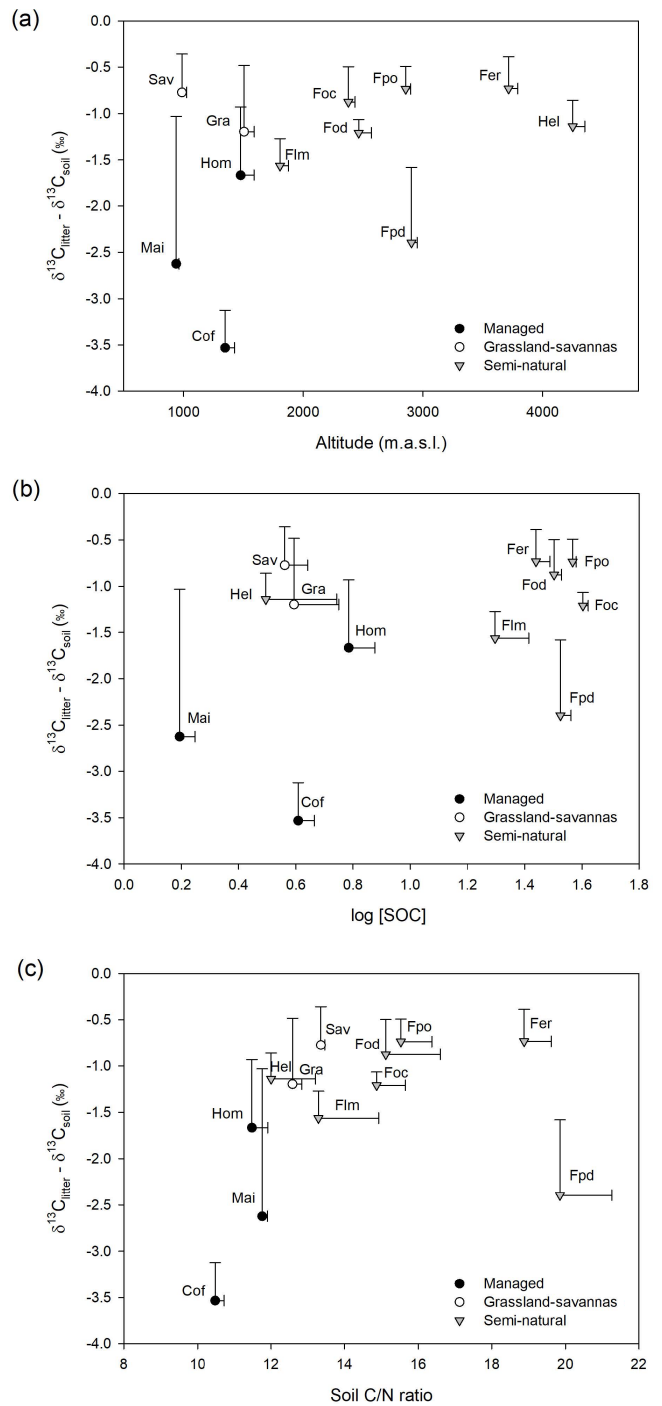 (a)
0.0
-0.5
-1.0
-1.5
-2.0
-2.5
-3.0
-3.5
-4.0
δ¹³C_litter - δ¹³C_soil (‰)
Sav
Gra
Hom
Mai
Cof
Flm
Foc
Fod
Fpo
Fpd
Fer
Hel
Managed
Grassland-savannas
Semi-natural
1000 2000 3000 4000
Altitude (m.a.s.l.)
(b)
0.0
-0.5
-1.0
-1.5
-2.0
-2.5
-3.0
-3.5
-4.0
δ¹³C_litter - δ¹³C_soil (‰)
Sav
Hel
Gra
Hom
Mai
Cof
Fer
Fpo
Fod
Foc
Flm
Fpd
Managed
Grassland-savannas
Semi-natural
0.0 0.2 0.4 0.6 0.8 1.0 1.2 1.4 1.6 1.8
log [SOC]
(c)
0.0
-0.5
-1.0
-1.5
-2.0
-2.5
-3.0
-3.5
-4.0
δ¹³C_litter - δ¹³C_soil (‰)
Sav
Fpo
Fer
Fod
Hel
Gra
Foc
Hom
Flm
Mai
Fpd
Cof
Managed
Grassland-savannas
Semi-natural
8 10 12 14 16 18 20 22
Soil C/N ratio